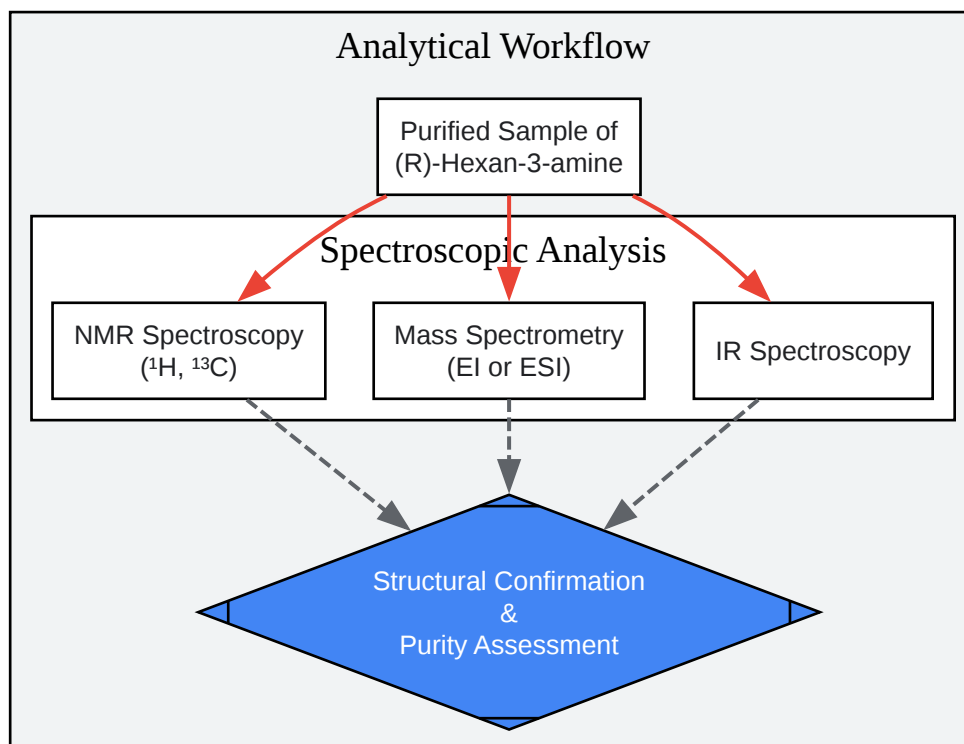 Analytical Workflow
Purified Sample of
(R)-Hexan-3-amine
Spectroscopic Analysis
NMR Spectroscopy
(¹H, ¹³C)
Mass Spectrometry
(EI or ESI)
IR Spectroscopy
Structural Confirmation
&
Purity Assessment